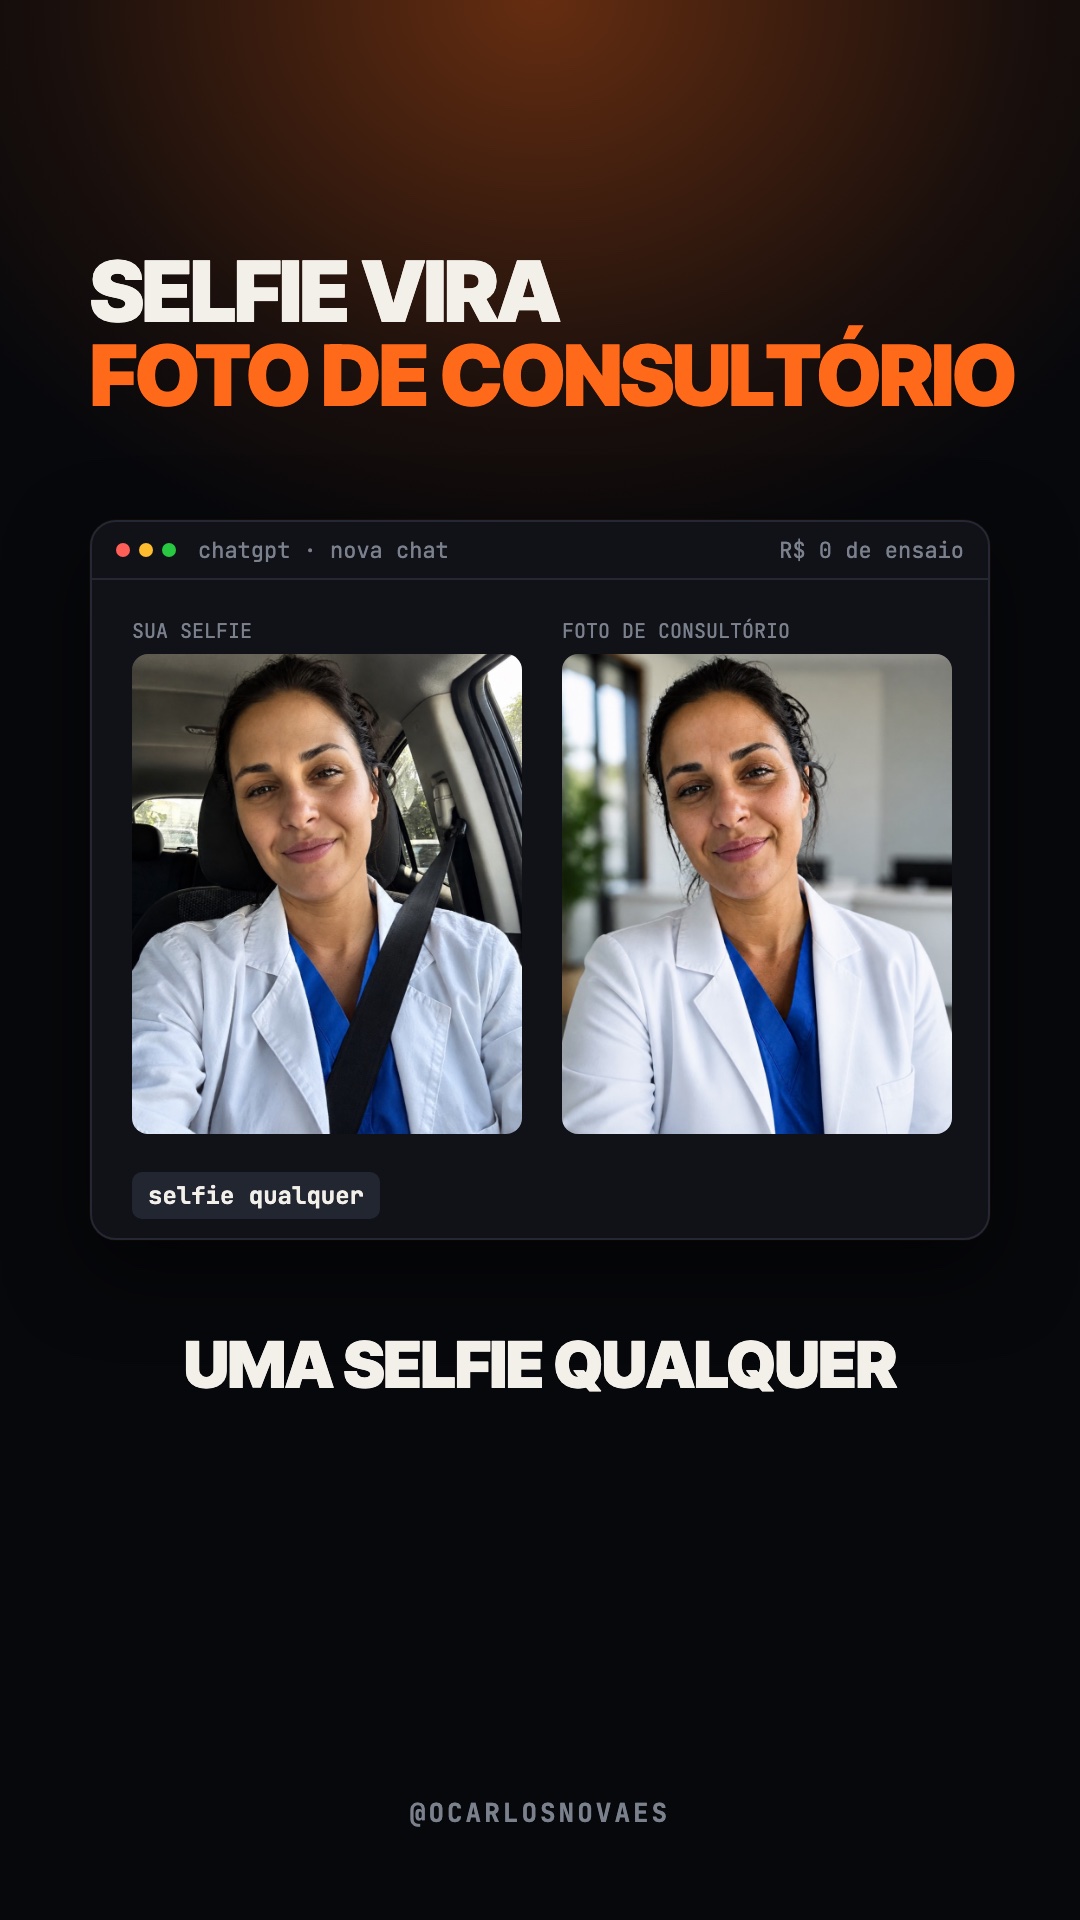 SELFIE VIRA
FOTO DE CONSULTÓRIO
chatgpt · nova chat
R$ 0 de ensaio
SUA SELFIE
FOTO DE CONSULTÓRIO
selfie qualquer
UMA SELFIE QUALQUER
@OCARLOSNOVAES